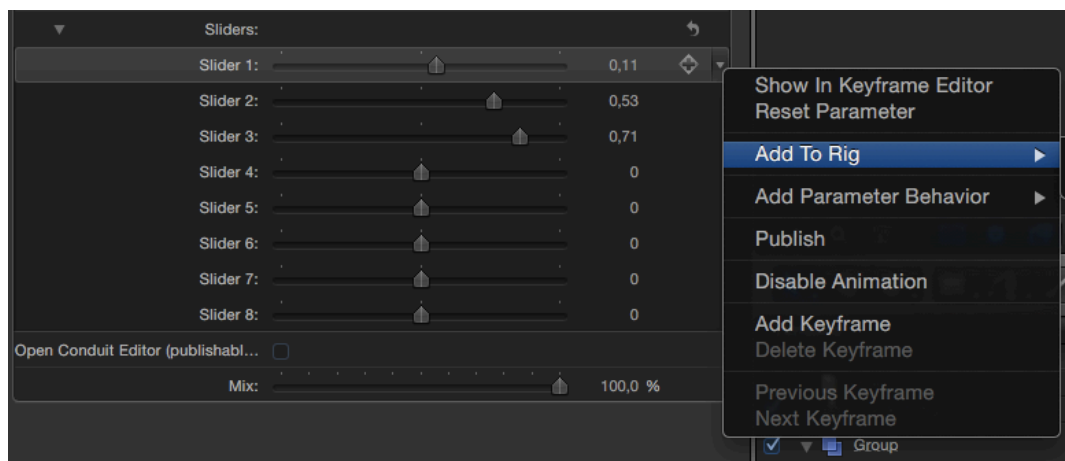 Sliders:
Slider 1: 0,11
Slider 2: 0,53
Slider 3: 0,71
Slider 4: 0
Slider 5: 0
Slider 6: 0
Slider 7: 0
Slider 8: 0
Open Conduit Editor (publishabl...
Mix: 100,0 %
Show In Keyframe Editor
Reset Parameter
Add To Rig
Add Parameter Behavior
Publish
Disable Animation
Add Keyframe
Delete Keyframe
Previous Keyframe
Next Keyframe
Group